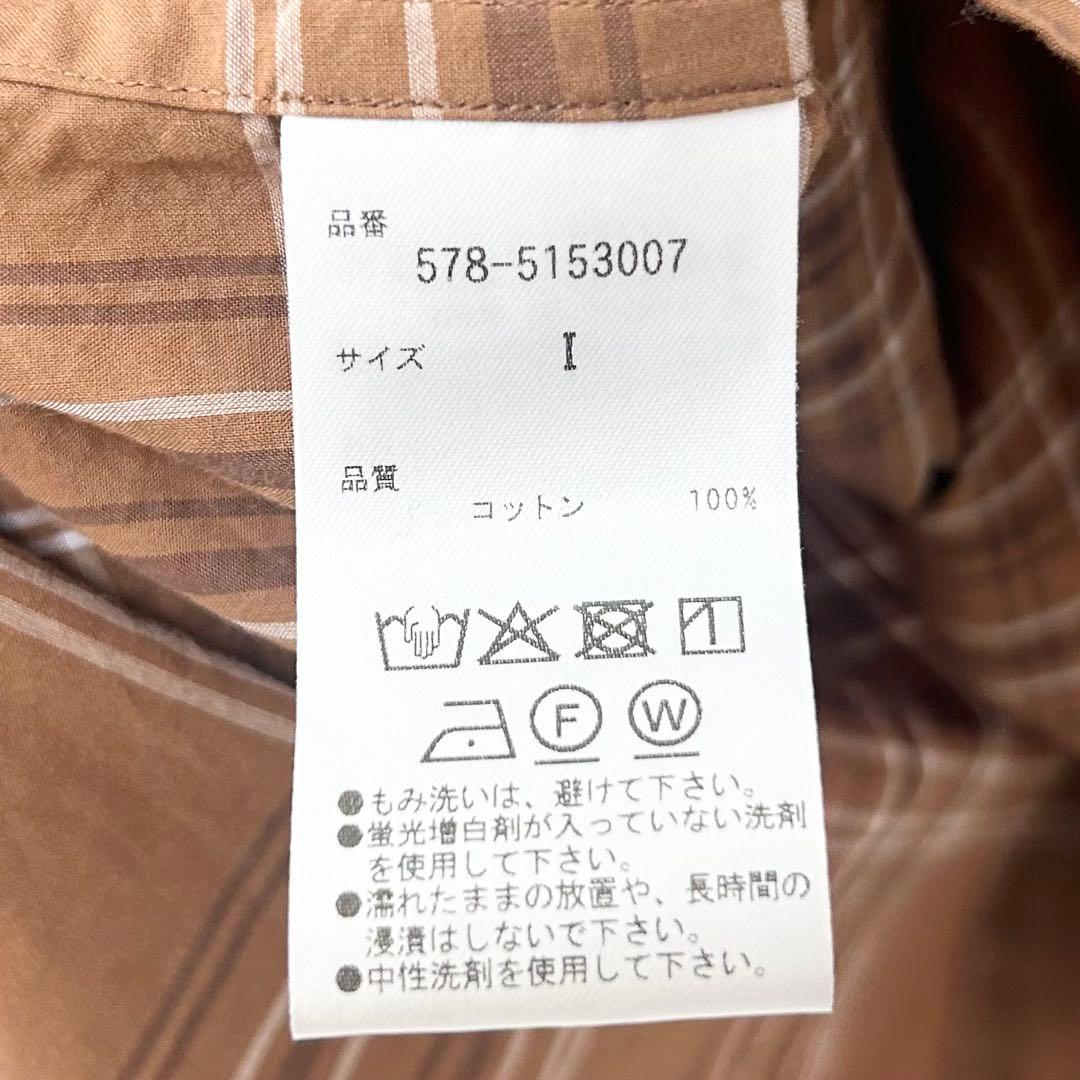 品番
578-5153007
サイズ I
品質
コットン 100%
F W
●もみ洗いは、避けて下さい。
●蛍光増白剤が入っていない洗剤
を使用して下さい。
●濡れたままの放置や、長時間の
浸漬はしないで下さい。
●中性洗剤を使用して下さい。